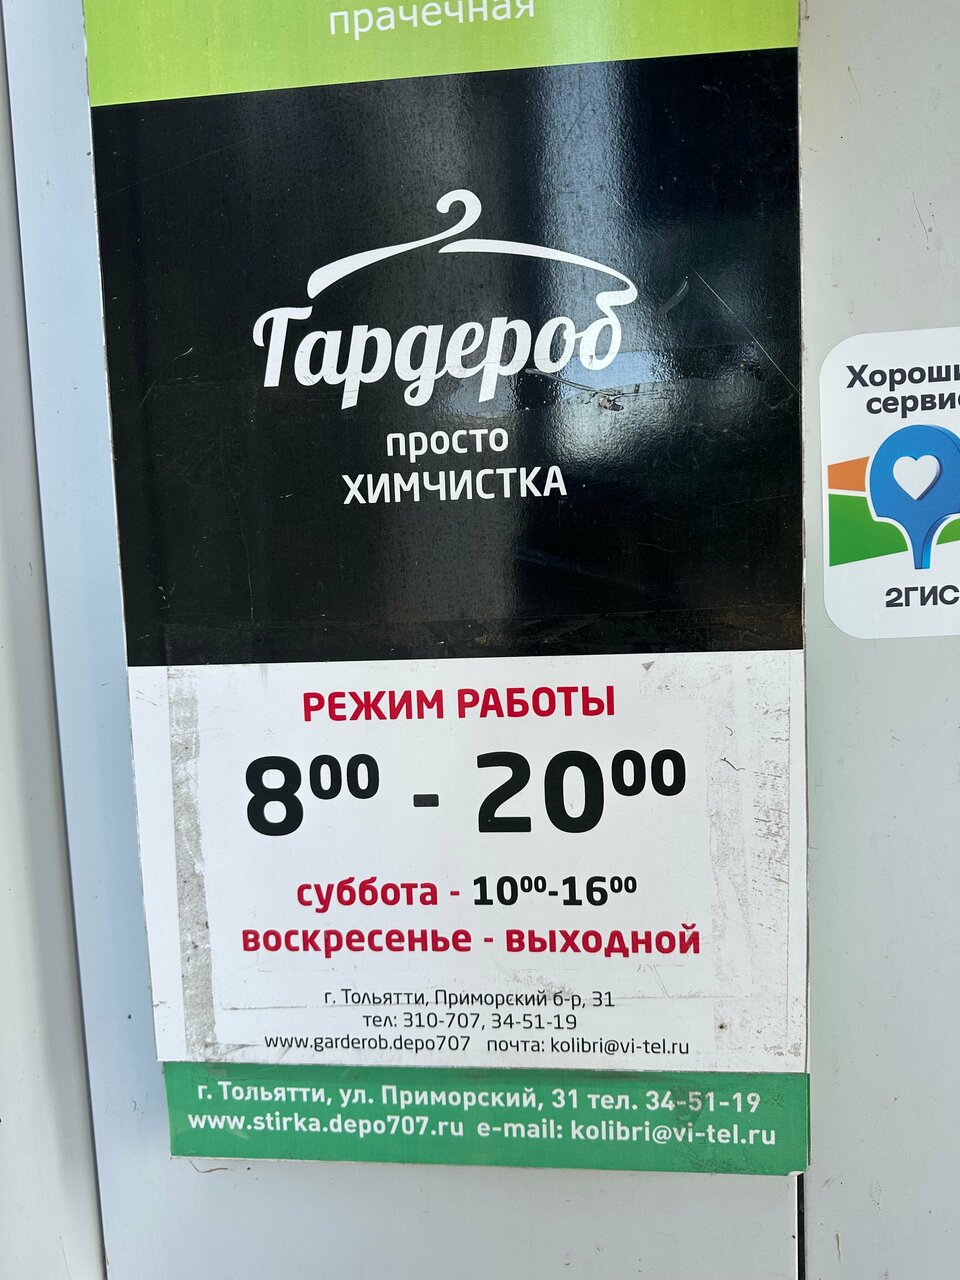 прачечная
Гардероб
просто
ХИМЧИСТКА
РЕЖИМ РАБОТЫ
8⁰⁰ - 20⁰⁰
суббота - 10⁰⁰-16⁰⁰
воскресенье - выходной
г. Тольятти, Приморский б-р, 31
тел: 310-707, 34-51-19
www.garderob.depo707 почта: kolibri@vi-tel.ru
г. Тольятти, ул. Приморский, 31 тел. 34-51-19
www.stirka.depo707.ru e-mail: kolibri@vi-tel.ru
2ГИС